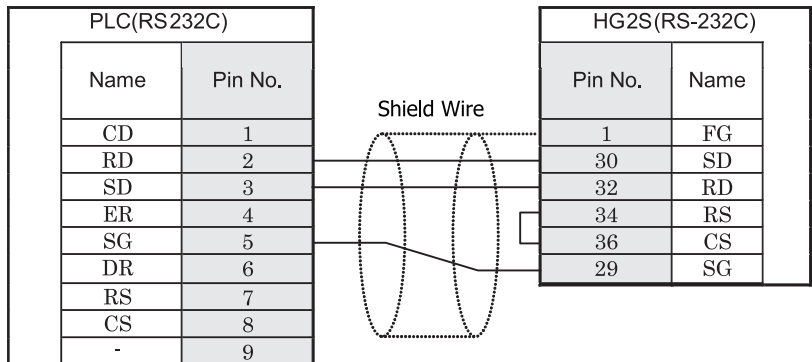 PLC(RS232C)
HG2S(RS-232C)
Name Pin No.
Pin No. Name
Shield Wire
CD 1
1 FG
RD 2
30 SD
SD 3
32 RD
ER 4
34 RS
SG 5
36 CS
DR 6
29 SG
RS 7
CS 8
- 9